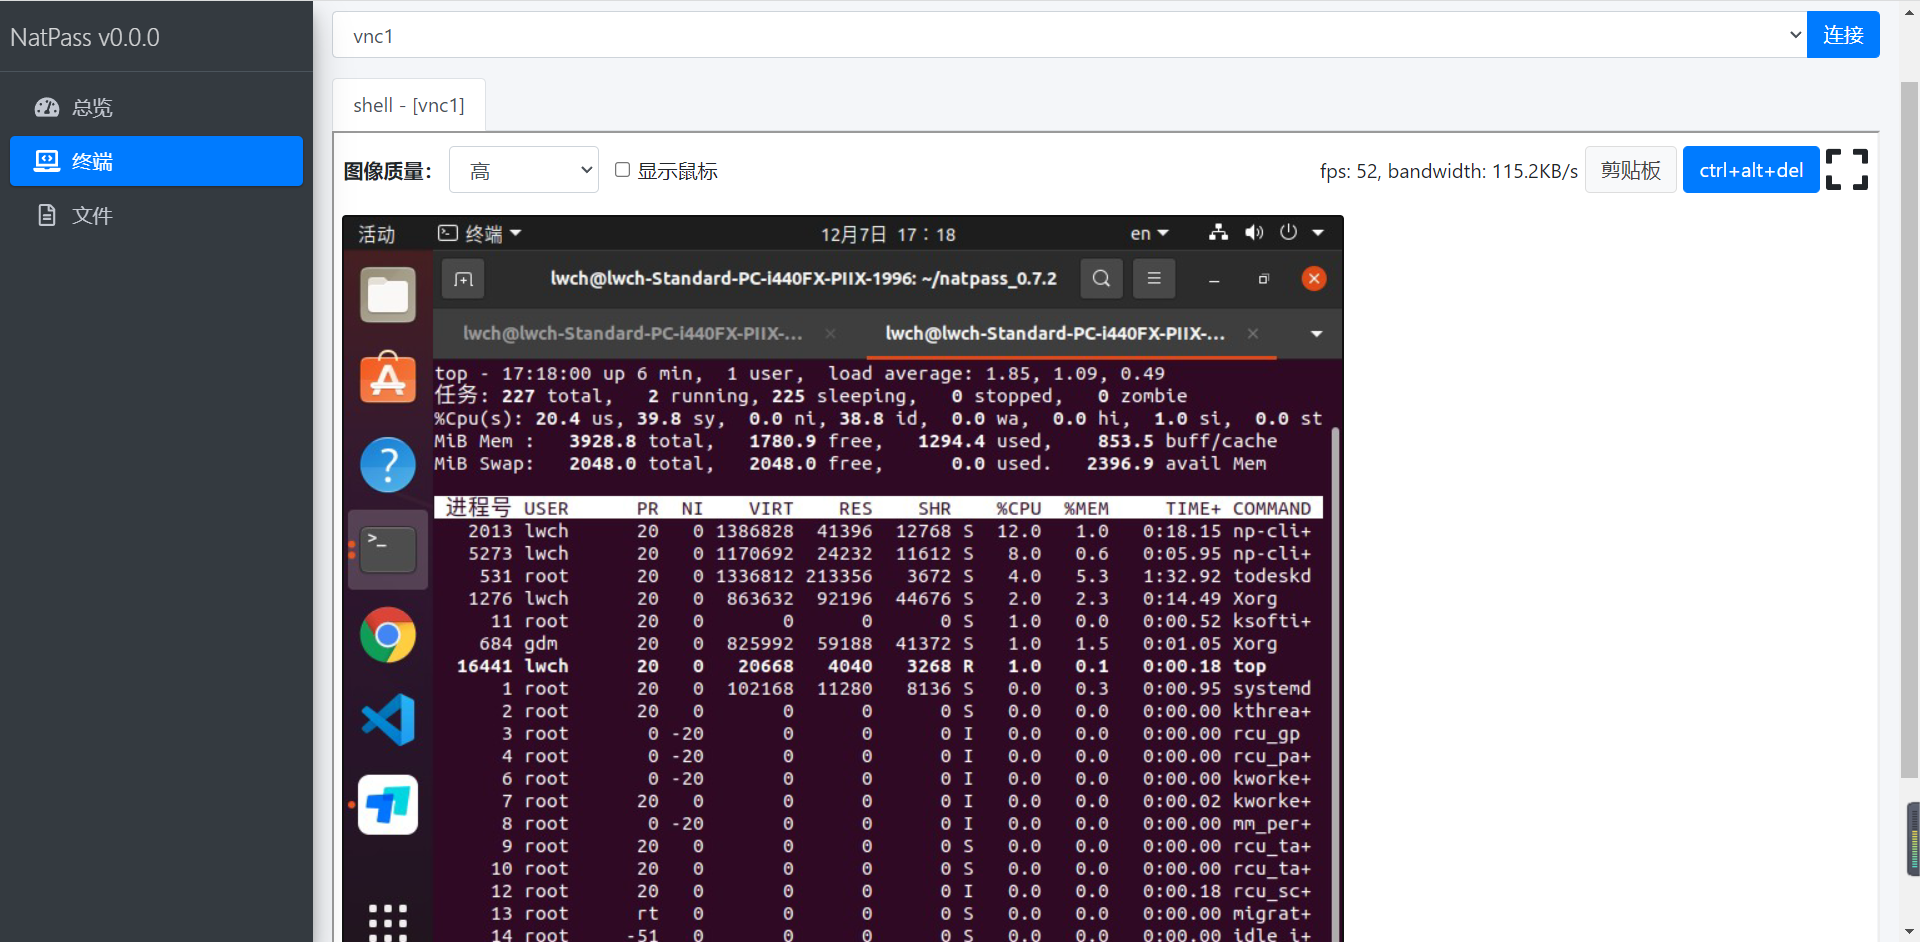 NatPass v0.0.0
总览
终端
文件
vnc1
连接
shell - [vnc1]
图像质量：
高
显示鼠标
fps: 52, bandwidth: 115.2KB/s
剪贴板
ctrl+alt+del
活动
终端
12月7日 17：18
en
lwch@lwch-Standard-PC-i440FX-PIIX-1996: ~/natpass_0.7.2
lwch@lwch-Standard-PC-i440FX-PIIX-...
lwch@lwch-Standard-PC-i440FX-PIIX-...
top - 17:18:00 up 6 min, 1 user, load average: 1.85, 1.09, 0.49
任务: 227 total, 2 running, 225 sleeping, 0 stopped, 0 zombie
%Cpu(s): 20.4 us, 39.8 sy, 0.0 ni, 38.8 id, 0.0 wa, 0.0 hi, 1.0 si, 0.0 st
MiB Mem : 3928.8 total, 1780.9 free, 1294.4 used, 853.5 buff/cache
MiB Swap: 2048.0 total, 2048.0 free, 0.0 used. 2396.9 avail Mem
进程号 USER PR NI VIRT RES SHR %CPU %MEM TIME+ COMMAND
2013 lwch 20 0 1386828 41396 12768 S 12.0 1.0 0:18.15 np-cli+
5273 lwch 20 0 1170692 24232 11612 S 8.0 0.6 0:05.95 np-cli+
531 root 20 0 1336812 213356 3672 S 4.0 5.3 1:32.92 todeskd
1276 lwch 20 0 863632 92196 44676 S 2.0 2.3 0:14.49 Xorg
11 root 20 0 0 0 0 S 1.0 0.0 0:00.52 ksofti+
684 gdm 20 0 825992 59188 41372 S 1.0 1.5 0:01.05 Xorg
16441 lwch 20 0 20668 4040 3268 R 1.0 0.1 0:00.18 top
1 root 20 0 102168 11280 8136 S 0.0 0.3 0:00.95 systemd
2 root 20 0 0 0 0 S 0.0 0.0 0:00.00 kthrea+
3 root 0 -20 0 0 0 I 0.0 0.0 0:00.00 rcu_gp
4 root 0 -20 0 0 0 I 0.0 0.0 0:00.00 rcu_pa+
6 root 0 -20 0 0 0 I 0.0 0.0 0:00.00 kworke+
7 root 20 0 0 0 0 I 0.0 0.0 0:00.02 kworke+
8 root 0 -20 0 0 0 I 0.0 0.0 0:00.00 mm_per+
9 root 20 0 0 0 0 S 0.0 0.0 0:00.00 rcu_ta+
10 root 20 0 0 0 0 S 0.0 0.0 0:00.00 rcu_ta+
12 root 20 0 0 0 0 I 0.0 0.0 0:00.18 rcu_sc+
13 root rt 0 0 0 0 S 0.0 0.0 0:00.00 migrat+
14 root -51 0 0 0 0 S 0.0 0.0 0:00.00 idle_i+